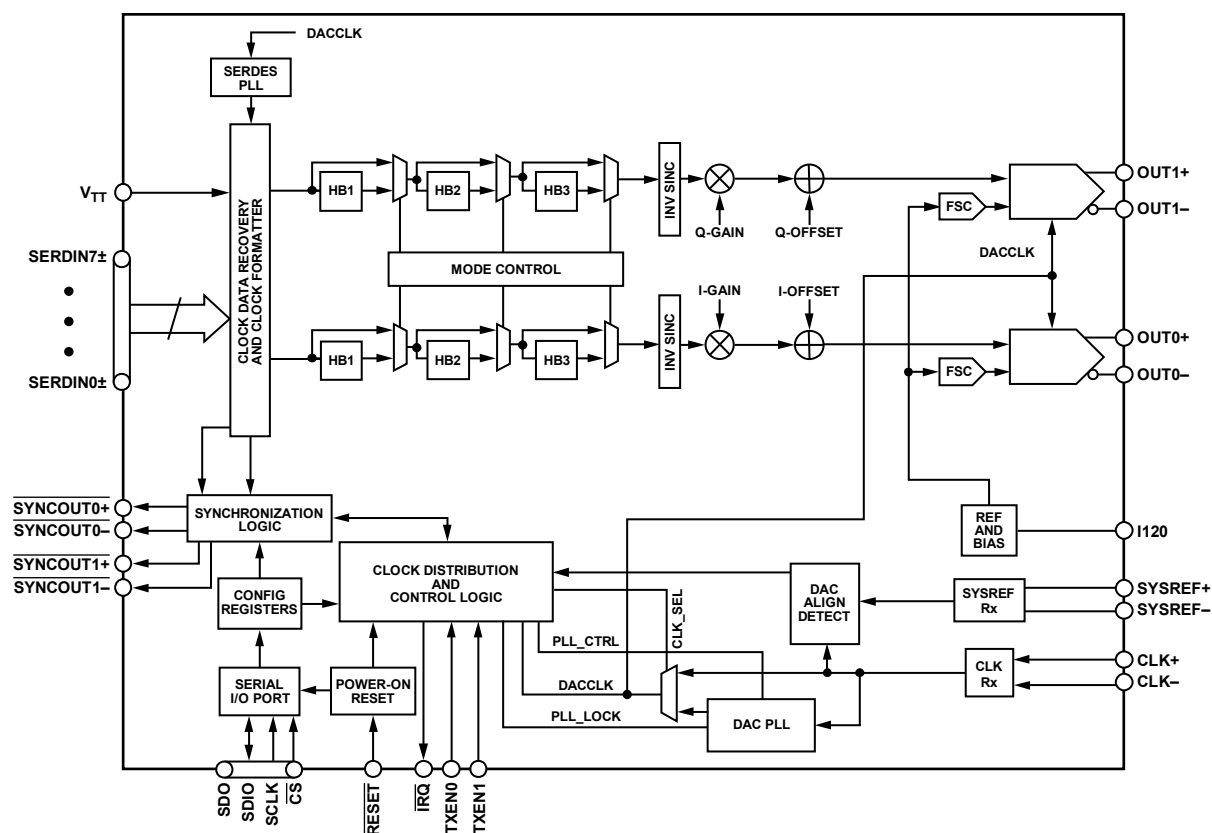 DACCLK
SERDES
PLL
CLOCK DATA RECOVERY
AND CLOCK FORMATTER
VTT
SERDIN7±
SERDIN0±
HB1
HB2
HB3
INV SINC
Q-GAIN
Q-OFFSET
FSC
OUT1+
OUT1–
DACCLK
MODE CONTROL
I-GAIN
I-OFFSET
HB1
HB2
HB3
INV SINC
FSC
OUT0+
OUT0–
SYNCOUT0+
SYNCOUT0–
SYNCOUT1+
SYNCOUT1–
SYNCHRONIZATION
LOGIC
CLOCK DISTRIBUTION
AND
CONTROL LOGIC
CONFIG
REGISTERS
SERIAL
I/O PORT
POWER-ON
RESET
PLL_CTRL
DACCLK
PLL_LOCK
CLK_SEL
DAC PLL
DAC
ALIGN
DETECT
REF
AND
BIAS
I120
SYSREF
Rx
SYSREF+
SYSREF–
CLK
Rx
CLK+
CLK–
SDO
SDIO
SCLK
CS
RESET
IRQ
TXEN0
TXEN1